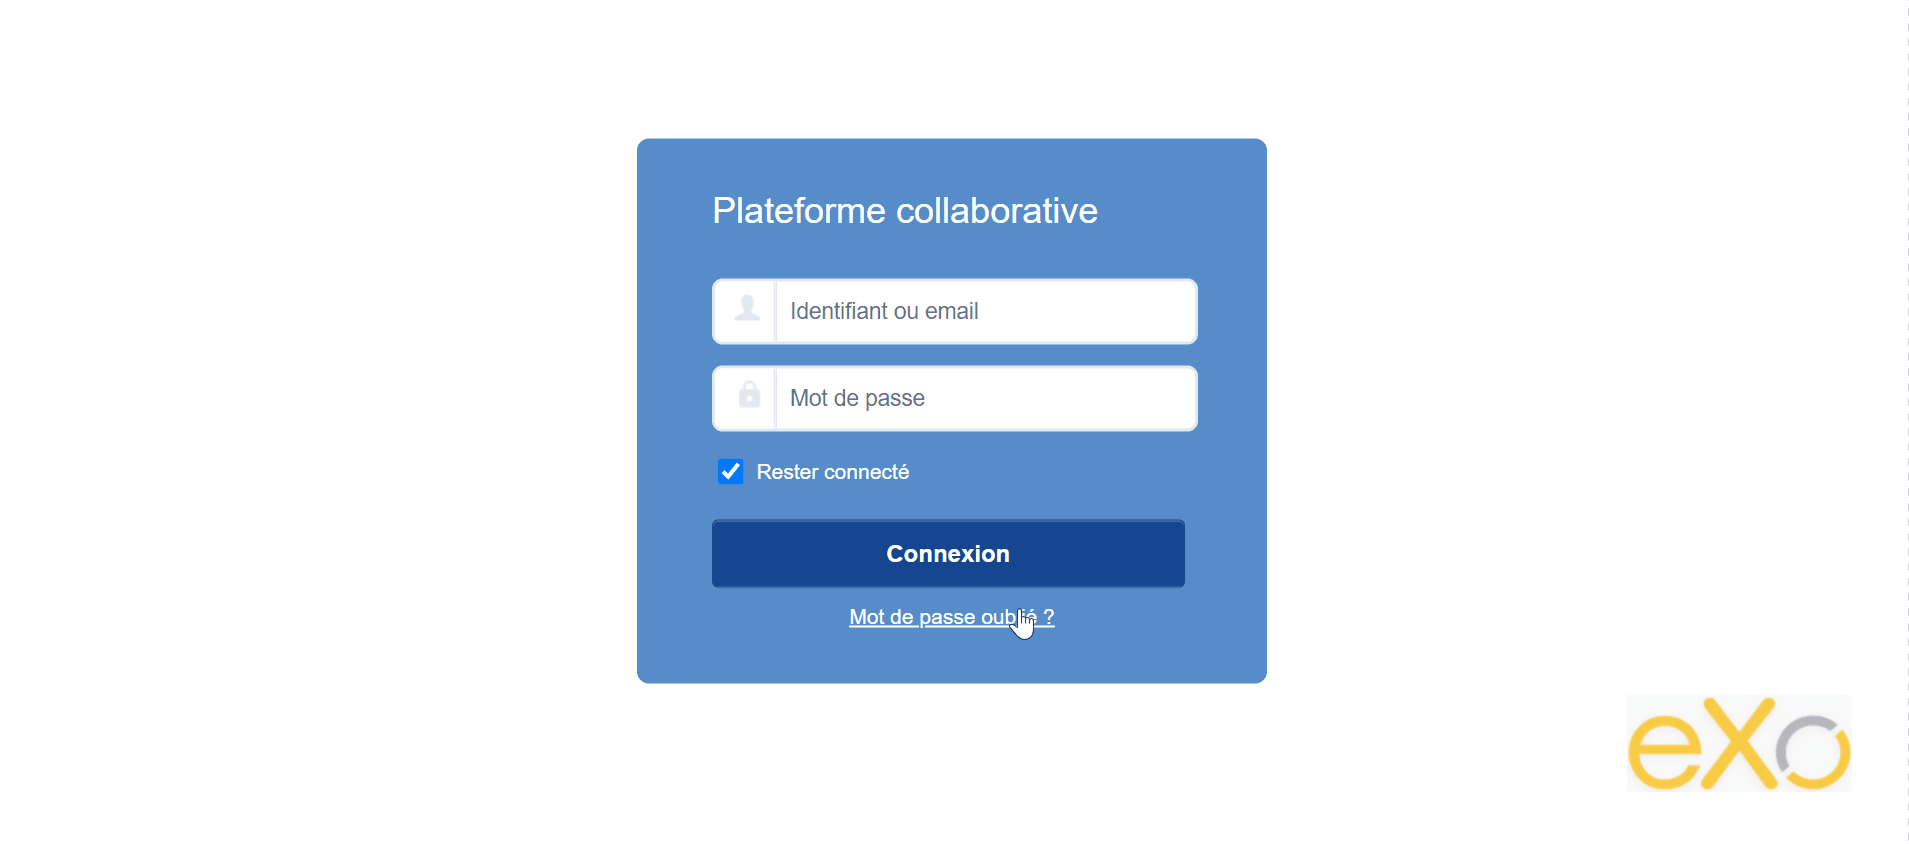 Plateforme collaborative
Identifiant ou email
Mot de passe
Rester connecté
Connexion
Mot de passe oublié ?
eXo